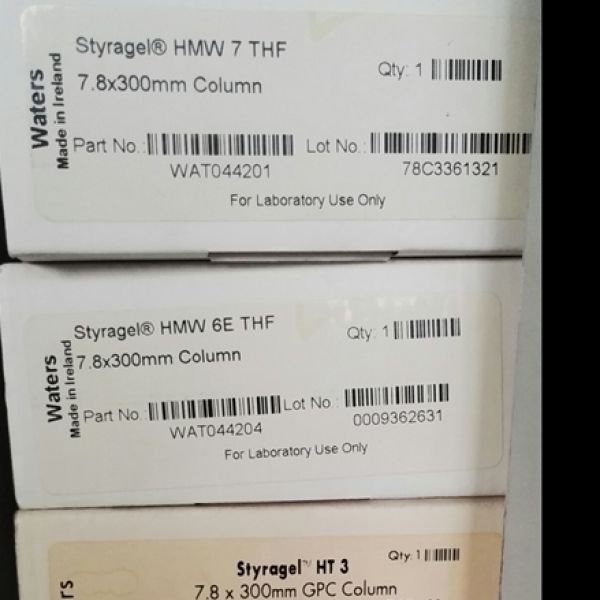 Styragel® HMW 7 THF
Qty: 1
7.8x300mm Column
Waters
Made in Ireland
Part No.:
Lot No.:
WAT044201
78C3361321
For Laboratory Use Only
Styragel® HMW 6E THF
Qty: 1
7.8x300mm Column
Waters
Made in Ireland
Part No.:
Lot No.:
WAT044204
0009362631
For Laboratory Use Only
Styragel™ HT 3
Qty: 1
7.8 x 300mm GPC Column